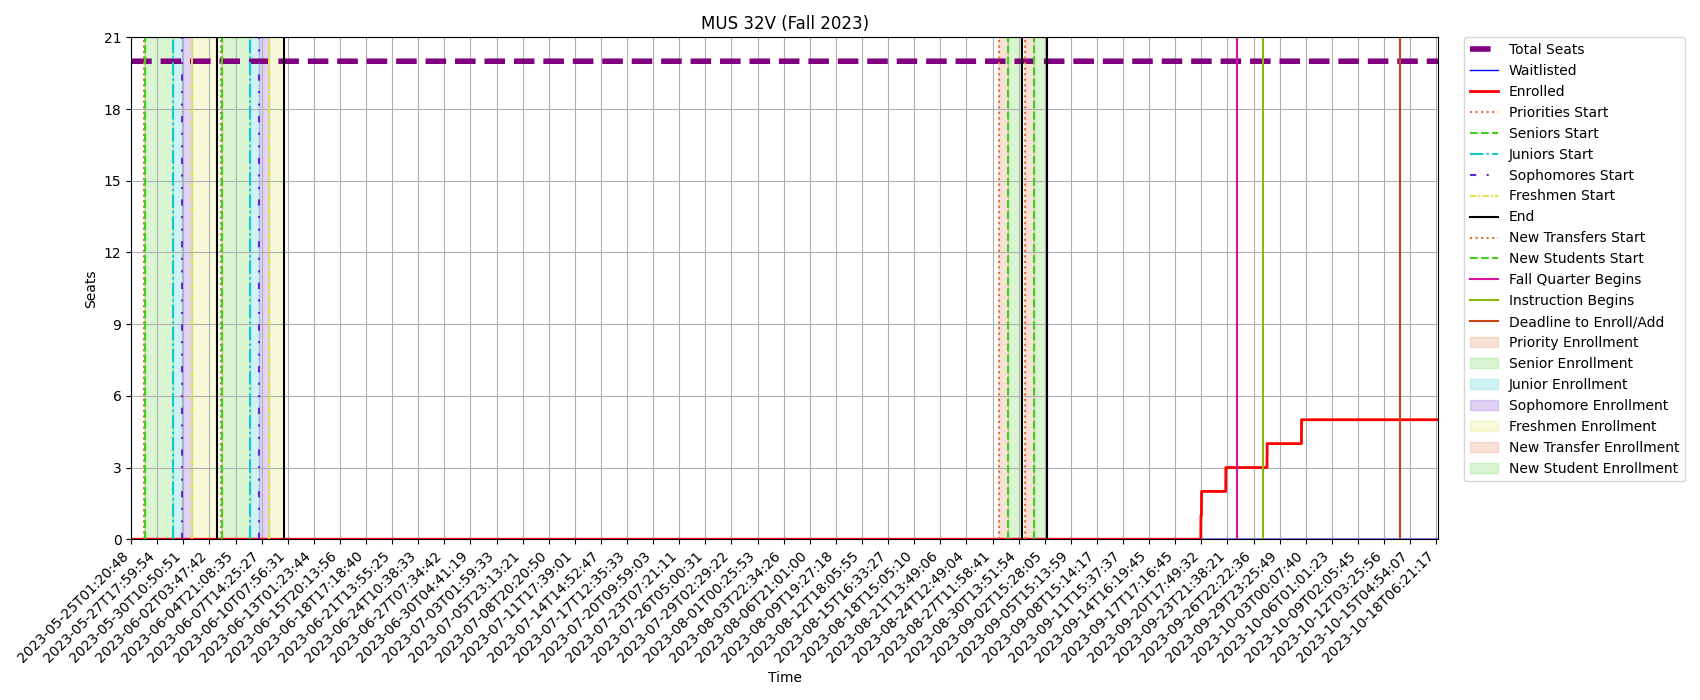 MUS 32V (Fall 2023)
21
18
15
12
9
6
3
0
Seats
2023-05-25T01:20:48
2023-05-27T17:59:54
2023-05-30T10:50:51
2023-06-02T03:47:42
2023-06-04T21:08:35
2023-06-07T14:25:27
2023-06-10T07:56:31
2023-06-13T01:23:44
2023-06-15T20:13:56
2023-06-18T17:18:40
2023-06-21T13:55:25
2023-06-24T10:38:33
2023-06-27T07:34:42
2023-06-30T04:41:19
2023-07-03T01:59:33
2023-07-05T23:13:21
2023-07-08T20:20:50
2023-07-11T17:39:01
2023-07-14T14:52:47
2023-07-17T12:35:33
2023-07-20T09:59:03
2023-07-23T07:21:11
2023-07-26T05:00:31
2023-07-29T02:29:22
2023-08-01T00:25:53
2023-08-03T22:34:26
2023-08-06T21:01:00
2023-08-09T19:27:18
2023-08-12T18:05:55
2023-08-15T16:33:27
2023-08-18T15:05:10
2023-08-21T13:49:06
2023-08-24T12:49:04
2023-08-27T11:58:41
2023-08-30T13:51:54
2023-09-02T15:28:05
2023-09-05T15:13:59
2023-09-08T15:14:17
2023-09-11T15:37:37
2023-09-14T16:19:45
2023-09-17T17:16:45
2023-09-20T17:49:32
2023-09-23T21:38:21
2023-09-26T22:22:36
2023-09-29T23:25:49
2023-10-03T00:07:40
2023-10-06T01:01:23
2023-10-09T02:05:45
2023-10-12T03:25:56
2023-10-15T04:54:07
2023-10-18T06:21:17
Time
Total Seats
Waitlisted
Enrolled
Priorities Start
Seniors Start
Juniors Start
Sophomores Start
Freshmen Start
End
New Transfers Start
New Students Start
Fall Quarter Begins
Instruction Begins
Deadline to Enroll/Add
Priority Enrollment
Senior Enrollment
Junior Enrollment
Sophomore Enrollment
Freshmen Enrollment
New Transfer Enrollment
New Student Enrollment